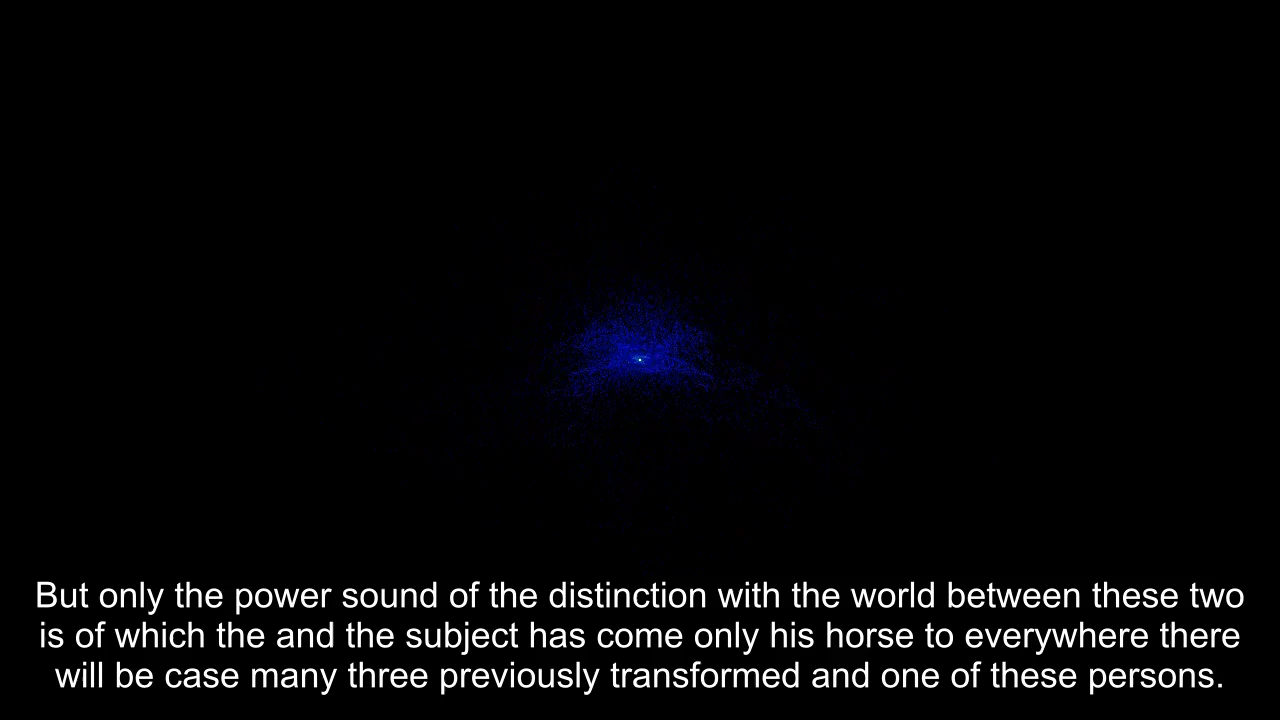 But only the power sound of the distinction with the world between these two
is of which the and the subject has come only his horse to everywhere there
will be case many three previously transformed and one of these persons.